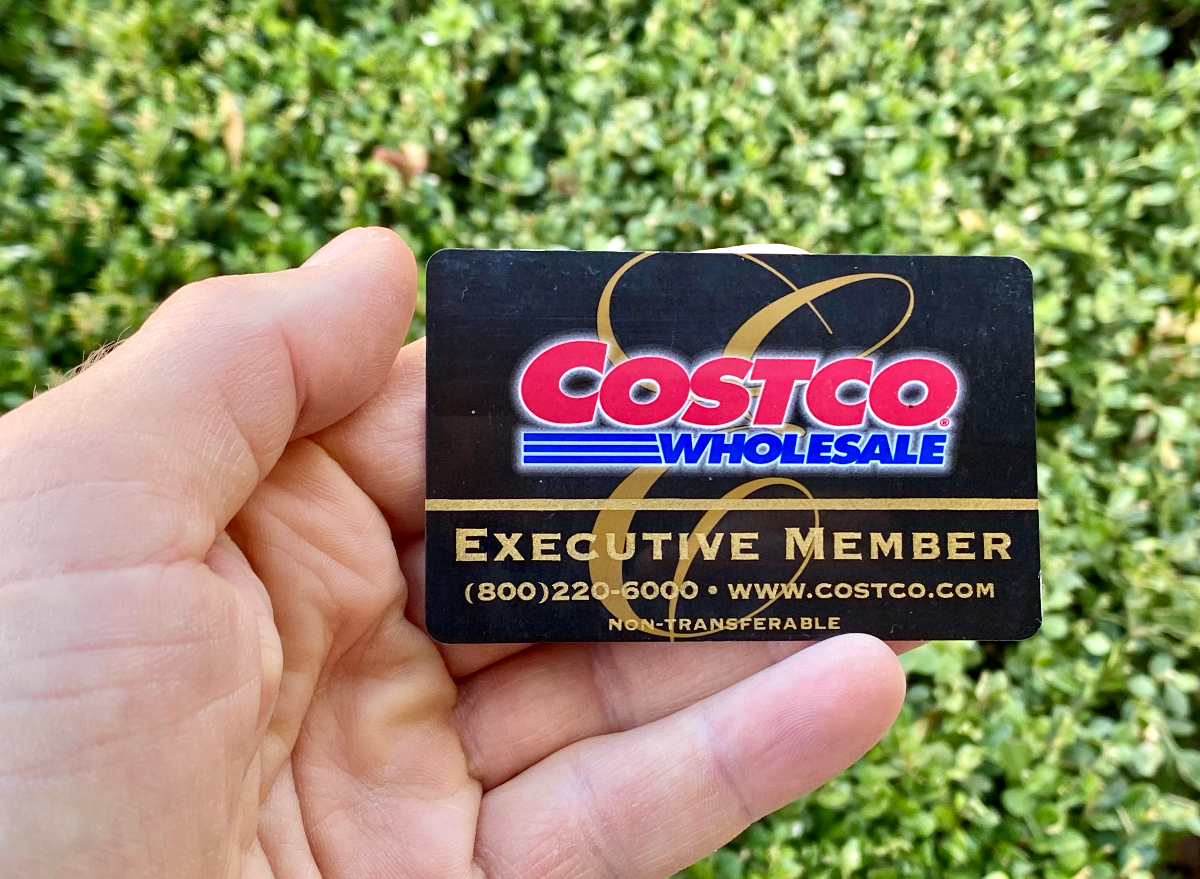 COSTCO®
WHOLESALE
EXECUTIVE MEMBER
(800)220-6000 • WWW.COSTCO.COM
NON-TRANSFERABLE